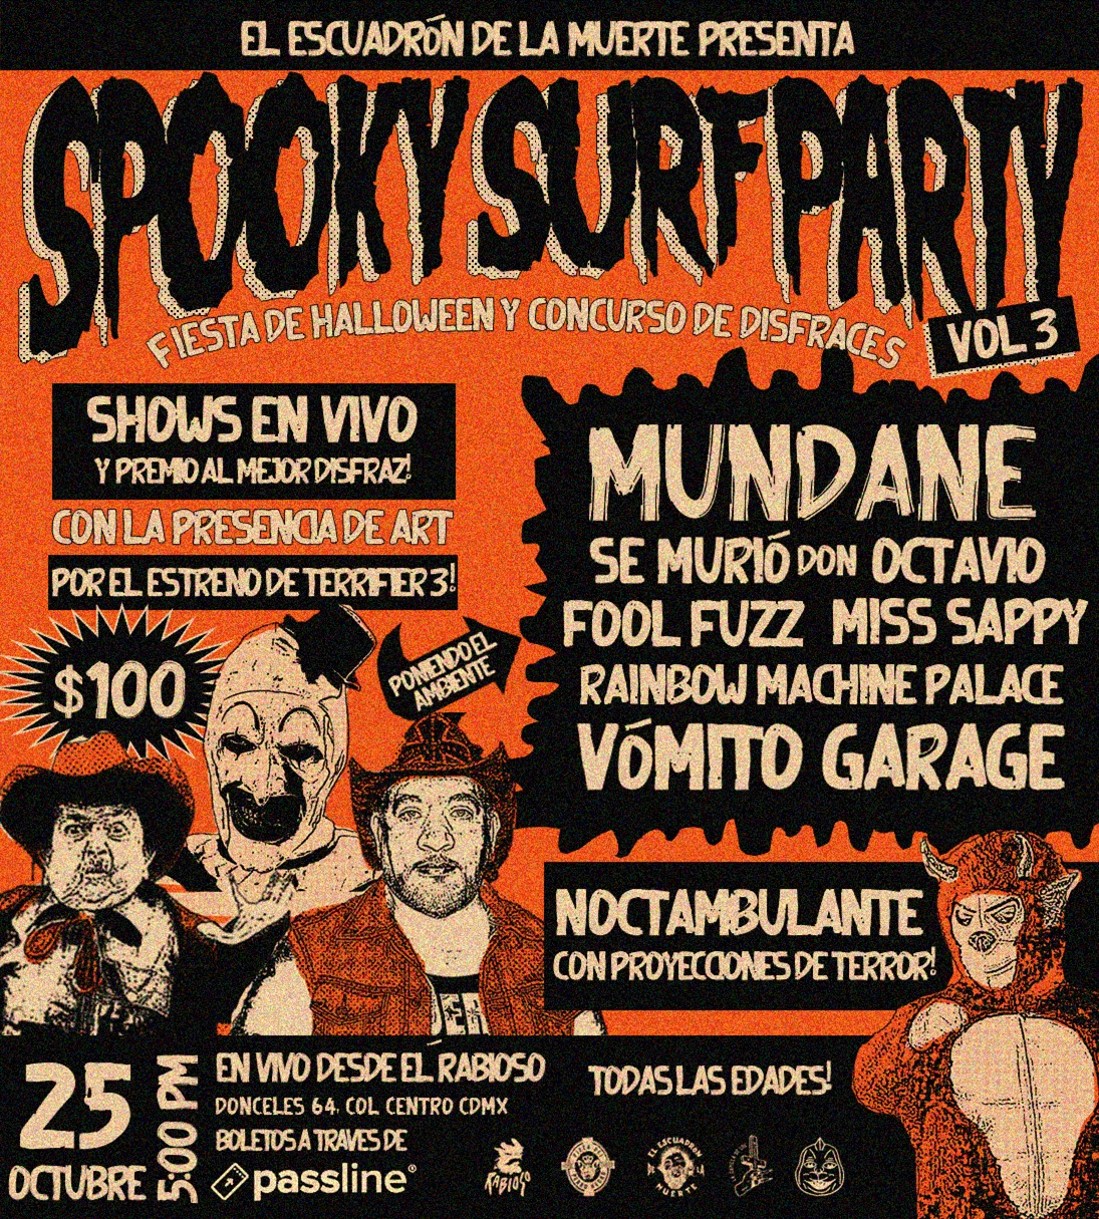 EL ESCUADRÓN DE LA MUERTE PRESENTA
SPOOKY SURF PARTY
FIESTA DE HALLOWEEN Y CONCURSO DE DISFRACES
VOL 3
SHOWS EN VIVO
Y PREMIO AL MEJOR DISFRAZ!
CON LA PRESENCIA DE ART
POR EL ESTRENO DE TERRIFIER 3!
$100
PONIENDO EL
AMBIENTE
MUNDANE
SE MURIÓ DON OCTAVIO
FOOL FUZZ MISS SAPPY
RAINBOW MACHINE PALACE
VÓMITO GARAGE
NOCTAMBULANTE
CON PROYECCIONES DE TERROR!
25
OCTUBRE
5:00 PM
EN VIVO DESDE EL RABIOSO
DONCELES 64, COL CENTRO CDMX
BOLETOS A TRAVES DE
passline®
TODAS LAS EDADES!
RABIOSO
EL ESCUADRON
DE LA
MUERTE